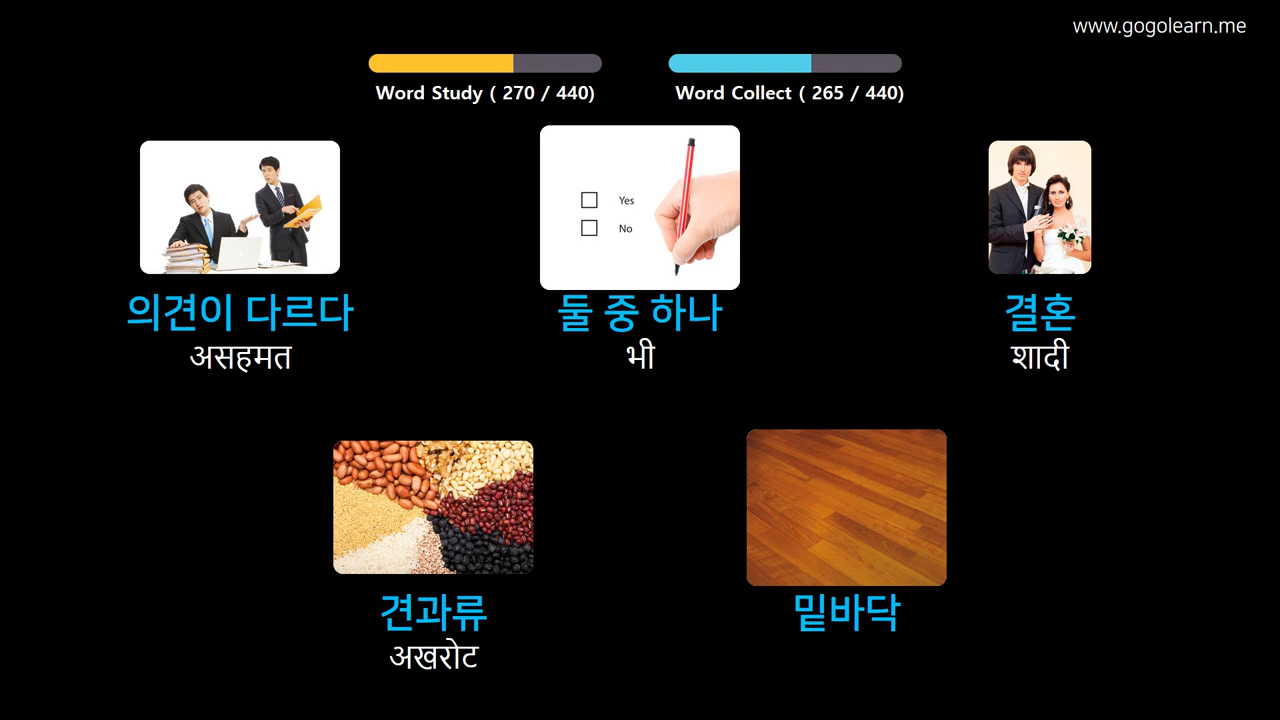 www.gogolearn.me
Word Study ( 270 / 440)
Word Collect ( 265 / 440)
Yes
No
의견이 다르다
असहमत
둘 중 하나
भी
결혼
शादी
견과류
अखरोट
밑바닥